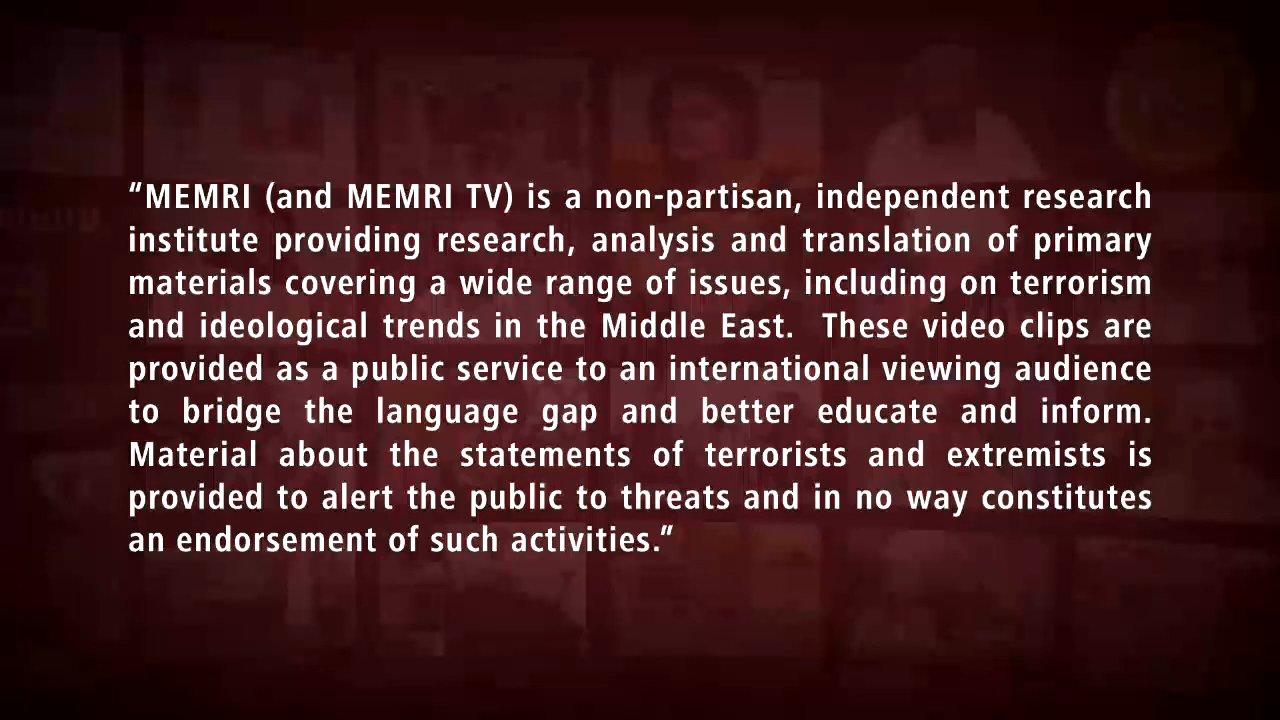 “MEMRI (and MEMRI TV) is a non-partisan, independent research
institute providing research, analysis and translation of primary
materials covering a wide range of issues, including on terrorism
and ideological trends in the Middle East.  These video clips are
provided as a public service to an international viewing audience
to bridge the language gap and better educate and inform.
Material about the statements of terrorists and extremists is
provided to alert the public to threats and in no way constitutes
an endorsement of such activities.”